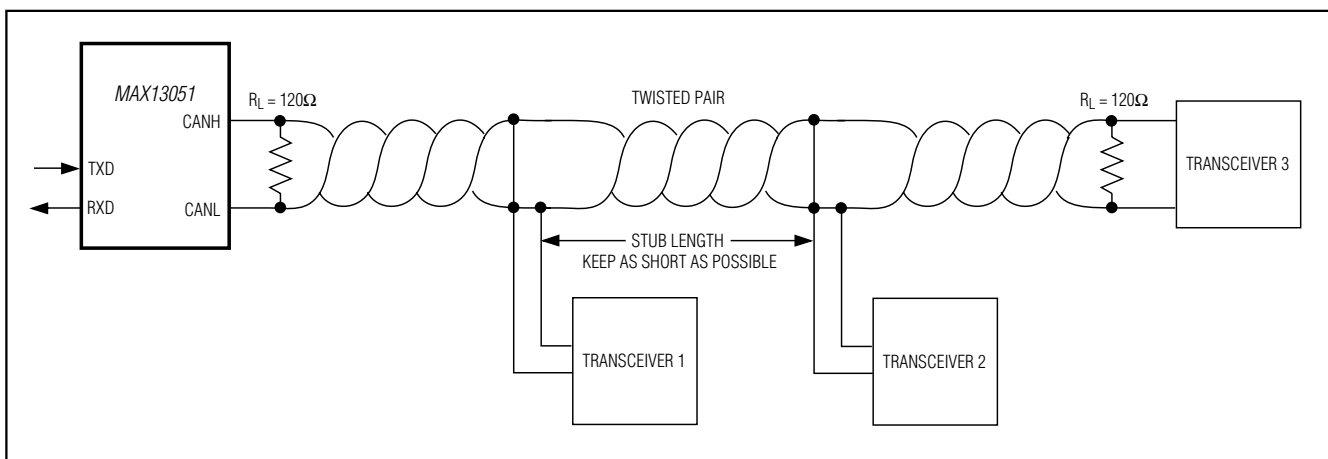 MAX13051
CANH
TXD
RXD
CANL
R_L = 120Ω
TWISTED PAIR
R_L = 120Ω
TRANSCEIVER 3
STUB LENGTH
KEEP AS SHORT AS POSSIBLE
TRANSCEIVER 1
TRANSCEIVER 2